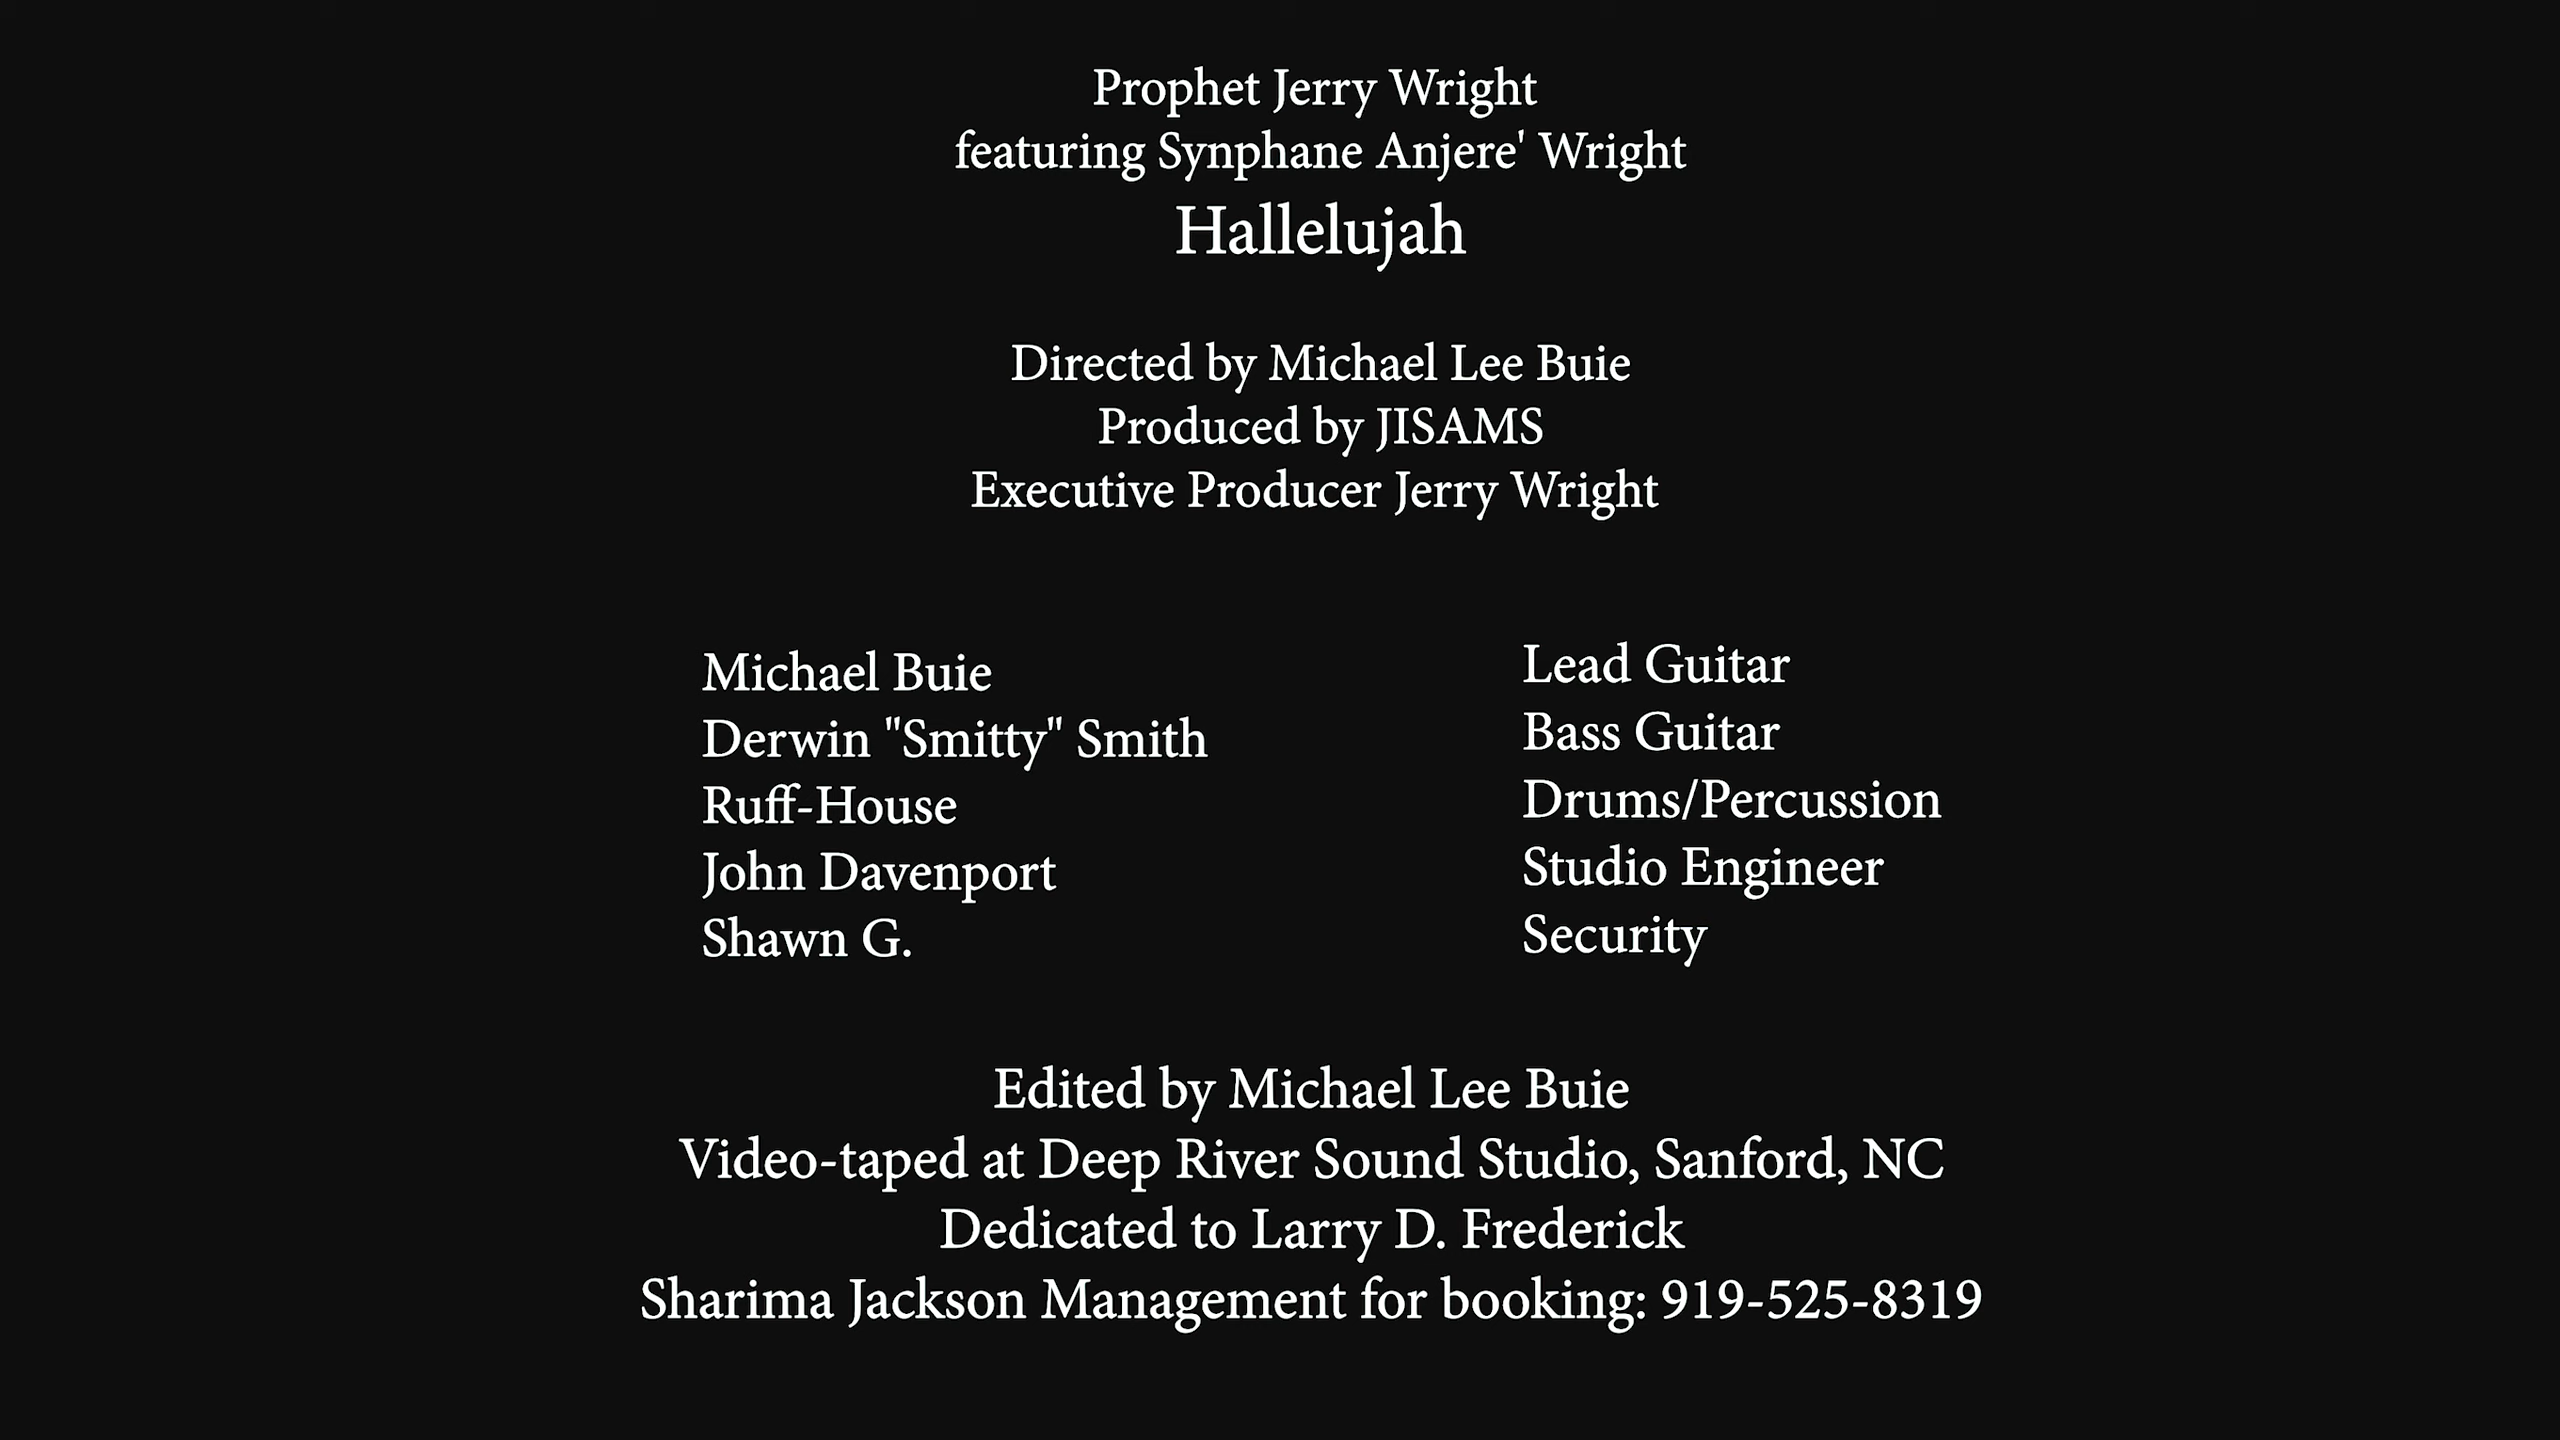 Prophet Jerry Wright
featuring Synphane Anjere' Wright
Hallelujah
Directed by Michael Lee Buie
Produced by JISAMS
Executive Producer Jerry Wright
Michael Buie Lead Guitar
Derwin "Smitty" Smith Bass Guitar
Ruff-House Drums/Percussion
John Davenport Studio Engineer
Shawn G. Security
Edited by Michael Lee Buie
Video-taped at Deep River Sound Studio, Sanford, NC
Dedicated to Larry D. Frederick
Sharima Jackson Management for booking: 919-525-8319